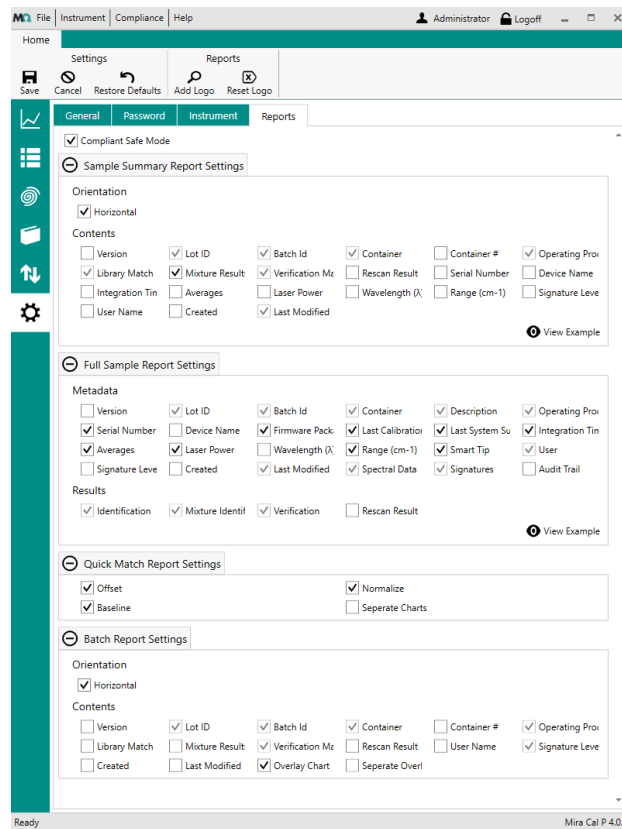 MQ File Instrument Compliance Help Administrator Logoff
Home
Settings Reports
Save Cancel Restore Defaults Add Logo Reset Logo
General Password Instrument Reports
Compliant Safe Mode
Sample Summary Report Settings
Orientation
Horizontal
Contents
Version Lot ID Batch Id Container Container # Operating Proc
Library Match Mixture Results Verification Ma Rescan Result Serial Number Device Name
Integration Tin Averages Laser Power Wavelength (λ) Range (cm-1) Signature Leve
User Name Created Last Modified
View Example
Full Sample Report Settings
Metadata
Version Lot ID Batch Id Container Description Operating Proc
Serial Number Device Name Firmware Pack Last Calibration Last System Su Integration Tin
Averages Laser Power Wavelength (λ) Range (cm-1) Smart Tip User
Signature Leve Created Last Modified Spectral Data Signatures Audit Trail
Results
Identification Mixture Identif Verification Rescan Result
View Example
Quick Match Report Settings
Offset Normalize
Baseline Seperate Charts
Batch Report Settings
Orientation
Horizontal
Contents
Version Lot ID Batch Id Container Container # Operating Proc
Library Match Mixture Results Verification Ma Rescan Result User Name Signature Leve
Created Last Modified Overlay Chart Seperate Overl
Ready Mira Cal P 4.0.